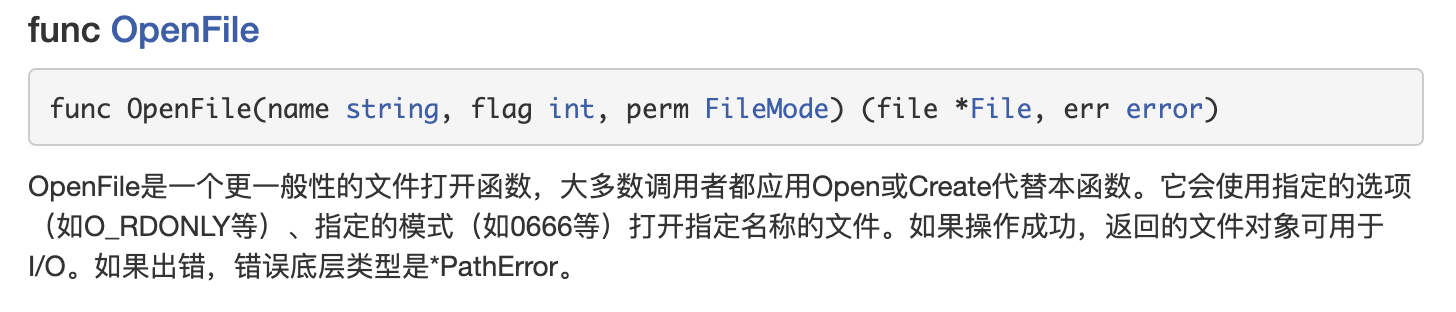 func OpenFile
func OpenFile(name string, flag int, perm FileMode) (file *File, err error)
OpenFile是一个更一般性的文件打开函数，大多数调用者都应用Open或Create代替本函数。它会使用指定的选项
（如O_RDONLY等）、指定的模式（如0666等）打开指定名称的文件。如果操作成功，返回的文件对象可用于
I/O。如果出错，错误底层类型是*PathError。